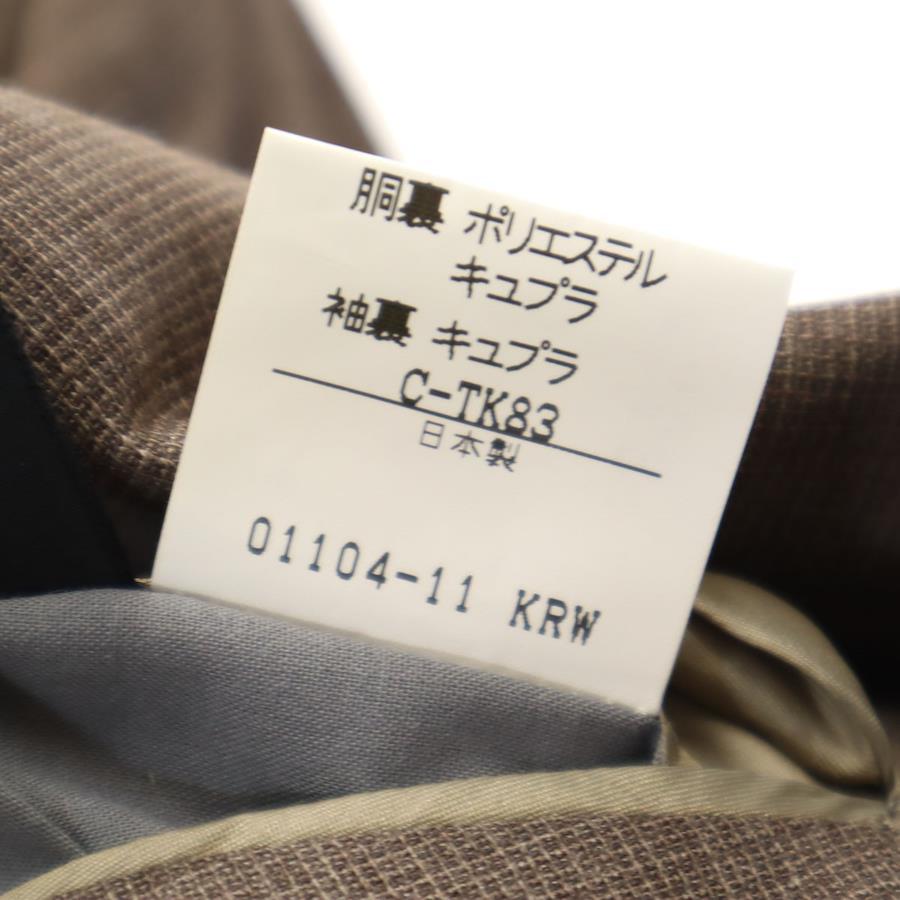 胴裏 ポリエステル
キュプラ
袖裏 キュプラ
C-TK83
日本製
01104-11 KRW